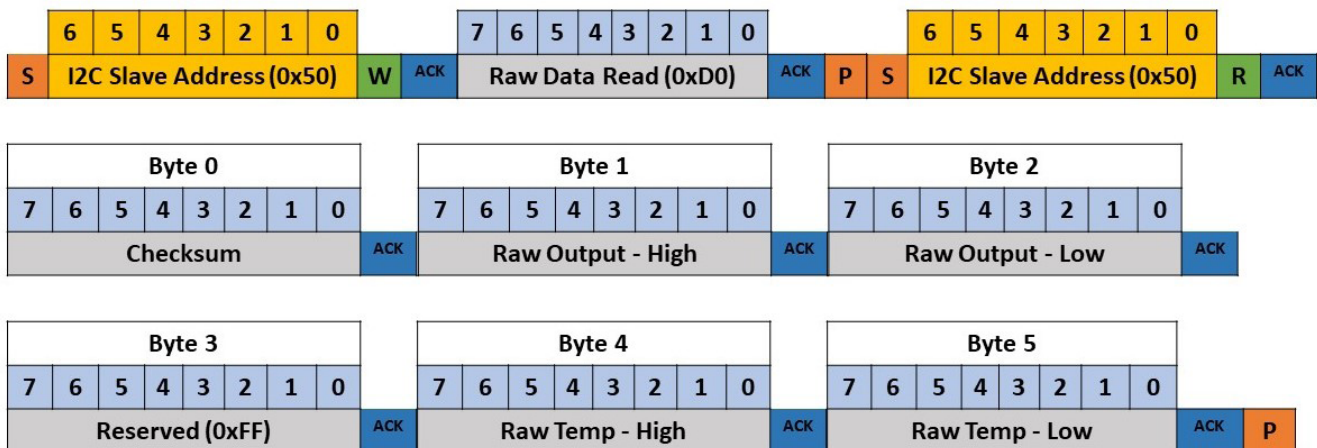 6 5 4 3 2 1 0 7 6 5 4 3 2 1 0 6 5 4 3 2 1 0
S I2C Slave Address (0x50) W ACK Raw Data Read (0xD0) ACK P S I2C Slave Address (0x50) R ACK
Byte 0 Byte 1 Byte 2
7 6 5 4 3 2 1 0 7 6 5 4 3 2 1 0 7 6 5 4 3 2 1 0
Checksum ACK Raw Output - High ACK Raw Output - Low ACK
Byte 3 Byte 4 Byte 5
7 6 5 4 3 2 1 0 7 6 5 4 3 2 1 0 7 6 5 4 3 2 1 0
Reserved (0xFF) ACK Raw Temp - High ACK Raw Temp - Low ACK P